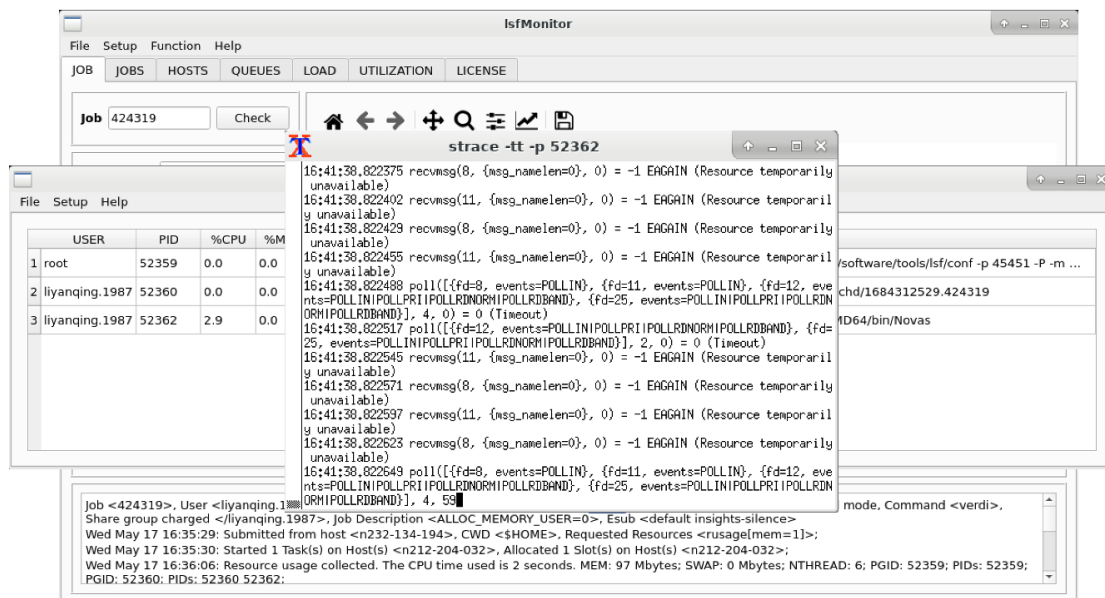 lsfMonitor
File Setup Function Help
JOB JOBS HOSTS QUEUES LOAD UTILIZATION LICENSE
Job 424319 Check
strace -tt -p 52362
16:41:38.822375 recvmsg(8, {msg_namelen=0}, 0) = -1 EAGAIN (Resource temporarily
unavailable)
16:41:38.822402 recvmsg(11, {msg_namelen=0}, 0) = -1 EAGAIN (Resource temporaril
y unavailable)
16:41:38.822429 recvmsg(8, {msg_namelen=0}, 0) = -1 EAGAIN (Resource temporarily
unavailable)
16:41:38.822455 recvmsg(11, {msg_namelen=0}, 0) = -1 EAGAIN (Resource temporaril
y unavailable)
16:41:38.822488 poll([{fd=8, events=POLLIN}, {fd=11, events=POLLIN}, {fd=12, eve
nts=POLLIN|POLLPRI|POLLRDNORM|POLLRDBAND}, {fd=25, events=POLLIN|POLLPRI|POLLRDN
ORM|POLLRDBAND}], 4, 0) = 0 (Timeout)
16:41:38.822517 poll([{fd=12, events=POLLIN|POLLPRI|POLLRDNORM|POLLRDBAND}, {fd=
25, events=POLLIN|POLLPRI|POLLRDNORM|POLLRDBAND}], 2, 0) = 0 (Timeout)
16:41:38.822545 recvmsg(11, {msg_namelen=0}, 0) = -1 EAGAIN (Resource temporaril
y unavailable)
16:41:38.822571 recvmsg(8, {msg_namelen=0}, 0) = -1 EAGAIN (Resource temporarily
unavailable)
16:41:38.822597 recvmsg(11, {msg_namelen=0}, 0) = -1 EAGAIN (Resource temporaril
y unavailable)
16:41:38.822623 recvmsg(8, {msg_namelen=0}, 0) = -1 EAGAIN (Resource temporarily
unavailable)
16:41:38.822649 poll([{fd=8, events=POLLIN}, {fd=11, events=POLLIN}, {fd=12, eve
nts=POLLIN|POLLPRI|POLLRDNORM|POLLRDBAND}, {fd=25, events=POLLIN|POLLPRI|POLLRDN
ORM|POLLRDBAND}], 4, 59
File Setup Help
USER PID %CPU %M
1 root 52359 0.0 0.0 /software/tools/lsf/conf -p 45451 -P -m ...
2 liyanqing.1987 52360 0.0 0.0 chd/1684312529.424319
3 liyanqing.1987 52362 2.9 0.0 MD64/bin/Novas
Job <424319>, User <liyanqing.1 mode, Command <verdi>,
Share group charged </liyanqing.1987>, Job Description <ALLOC_MEMORY_USER=0>, Esub <default insights-silence>
Wed May 17 16:35:29: Submitted from host <n232-134-194>, CWD <$HOME>, Requested Resources <rusage[mem=1]>;
Wed May 17 16:35:30: Started 1 Task(s) on Host(s) <n212-204-032>, Allocated 1 Slot(s) on Host(s) <n212-204-032>;
Wed May 17 16:36:06: Resource usage collected. The CPU time used is 2 seconds. MEM: 97 Mbytes; SWAP: 0 Mbytes; NTHREAD: 6; PGID: 52359; PIDs: 52359;
PGID: 52360; PIDs: 52360 52362;